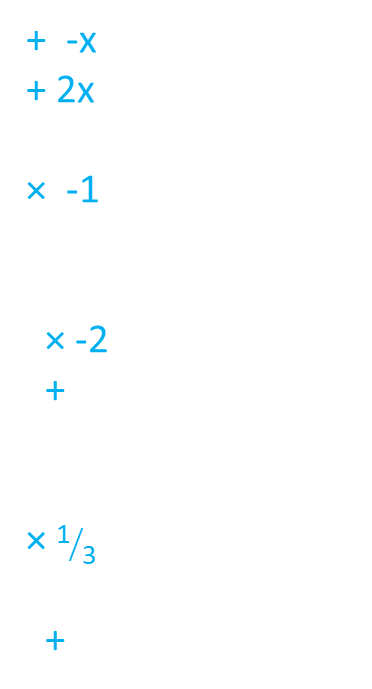 + -x
+ 2x
× -1
× -2
+
× 1/3
+